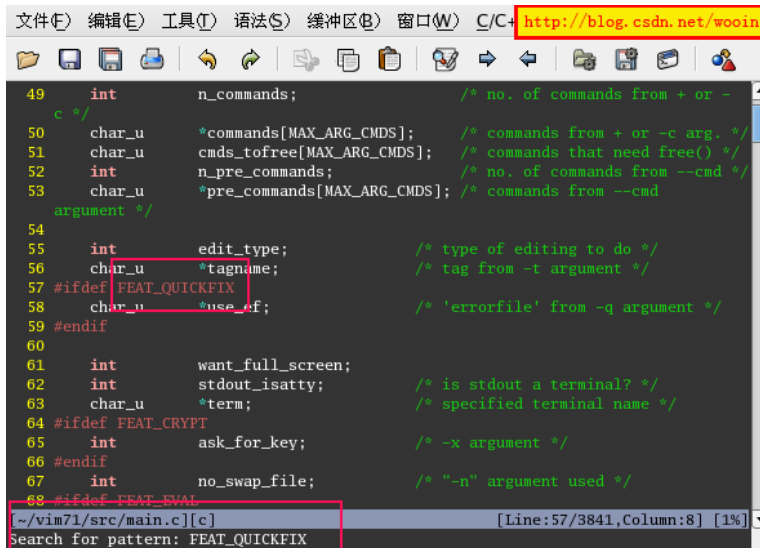 文件(F) 编辑(E) 工具(T) 语法(S) 缓冲区(B) 窗口(W) C/C+ http://blog.csdn.net/wooin
49 int n_commands; /* no. of commands from + or -
c */
50 char_u *commands[MAX_ARG_CMDS]; /* commands from + or -c arg. */
51 char_u cmds_tofree[MAX_ARG_CMDS]; /* commands that need free() */
52 int n_pre_commands; /* no. of commands from --cmd */
53 char_u *pre_commands[MAX_ARG_CMDS]; /* commands from --cmd
argument */
54
55 int edit_type; /* type of editing to do */
56 char_u *tagname; /* tag from -t argument */
57 #ifdef FEAT_QUICKFIX
58 char_u *use_ef; /* 'errorfile' from -q argument */
59 #endif
60
61 int want_full_screen;
62 int stdout_isatty; /* is stdout a terminal? */
63 char_u *term; /* specified terminal name */
64 #ifdef FEAT_CRYPT
65 int ask_for_key; /* -x argument */
66 #endif
67 int no_swap_file; /* "-n" argument used */
68 #ifdef FEAT_EVAL
[~/vim71/src/main.c][c] [Line:57/3841,Column:8] [1%]
Search for pattern: FEAT_QUICKFIX